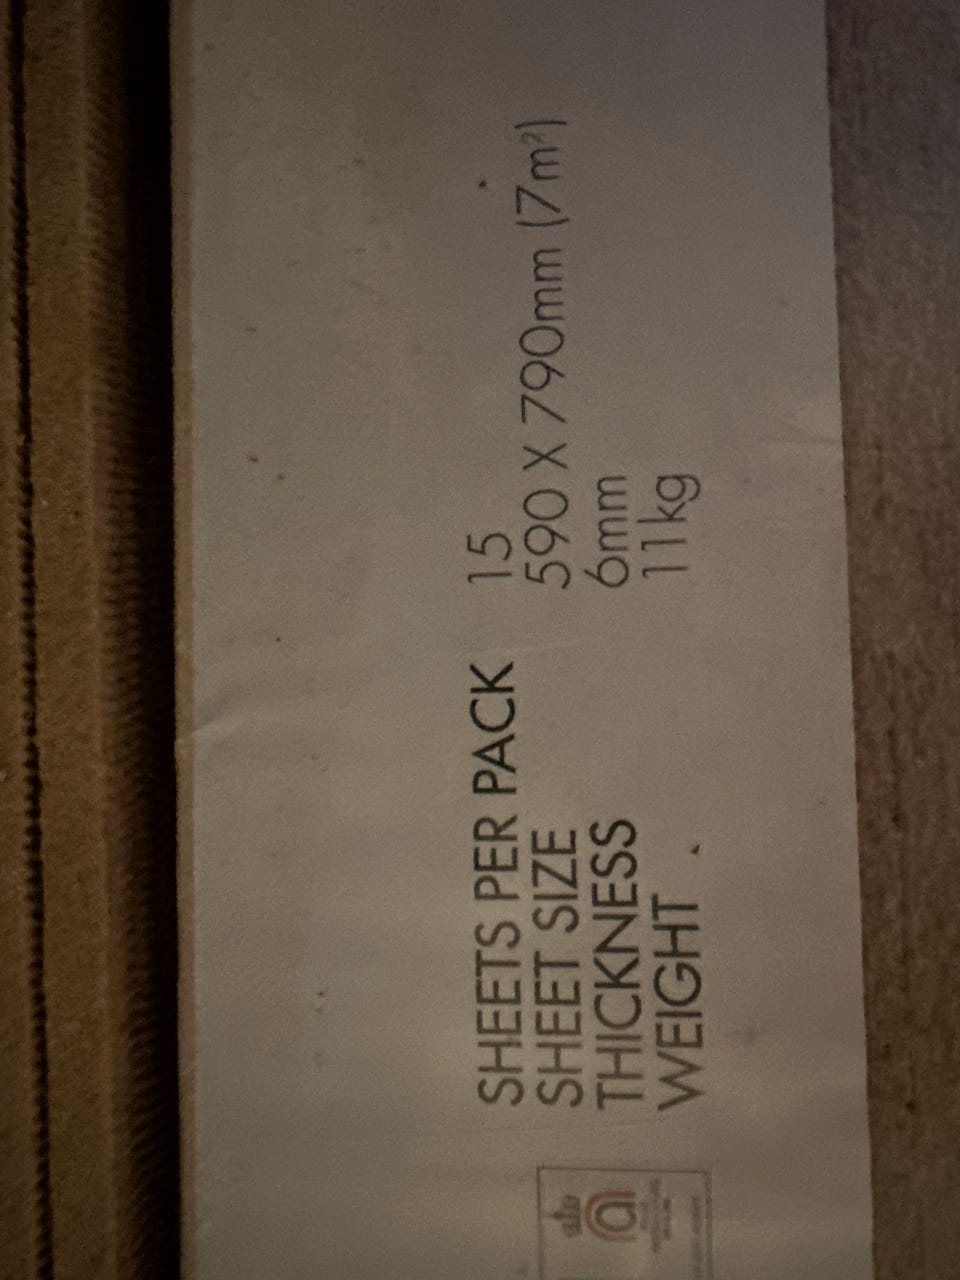 SHEETS PER PACK 15
SHEET SIZE 590 X 790mm (7m²)
THICKNESS 6mm
WEIGHT 11kg